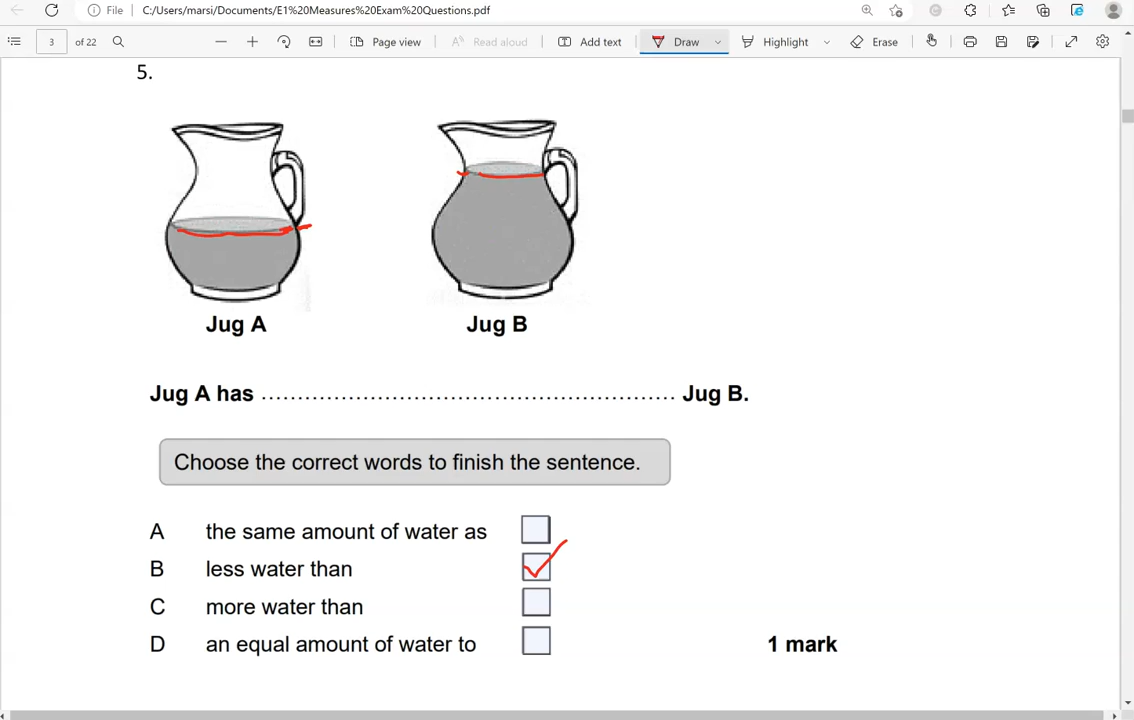 File C:/Users/marsi/Documents/E1%20Measures%20Exam%20Questions.pdf
3 of 22 Page view Read aloud Add text Draw Highlight Erase
5.
Jug A Jug B
Jug A has ........................................................ Jug B.
Choose the correct words to finish the sentence.
A the same amount of water as
B less water than
C more water than
D an equal amount of water to
1 mark